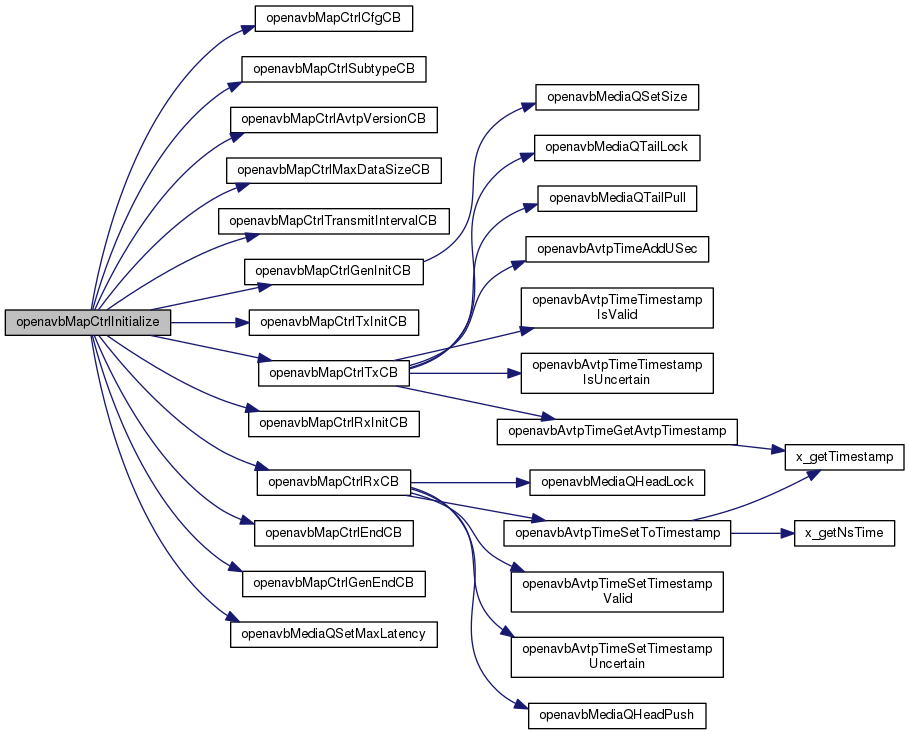 openavbMapCtrlInitialize
openavbMapCtrlCfgCB
openavbMapCtrlSubtypeCB
openavbMapCtrlAvtpVersionCB
openavbMapCtrlMaxDataSizeCB
openavbMapCtrlTransmitIntervalCB
openavbMapCtrlGenInitCB
openavbMapCtrlTxInitCB
openavbMapCtrlTxCB
openavbMapCtrlRxInitCB
openavbMapCtrlRxCB
openavbMapCtrlEndCB
openavbMapCtrlGenEndCB
openavbMediaQSetMaxLatency
openavbMediaQSetSize
openavbMediaQTailLock
openavbMediaQTailPull
openavbAvtpTimeAddUSec
openavbAvtpTimeTimestamp
IsValid
openavbAvtpTimeTimestamp
IsUncertain
openavbAvtpTimeGetAvtpTimestamp
openavbMediaQHeadLock
openavbAvtpTimeSetToTimestamp
openavbAvtpTimeSetTimestamp
Valid
openavbAvtpTimeSetTimestamp
Uncertain
openavbMediaQHeadPush
x_getTimestamp
x_getNsTime